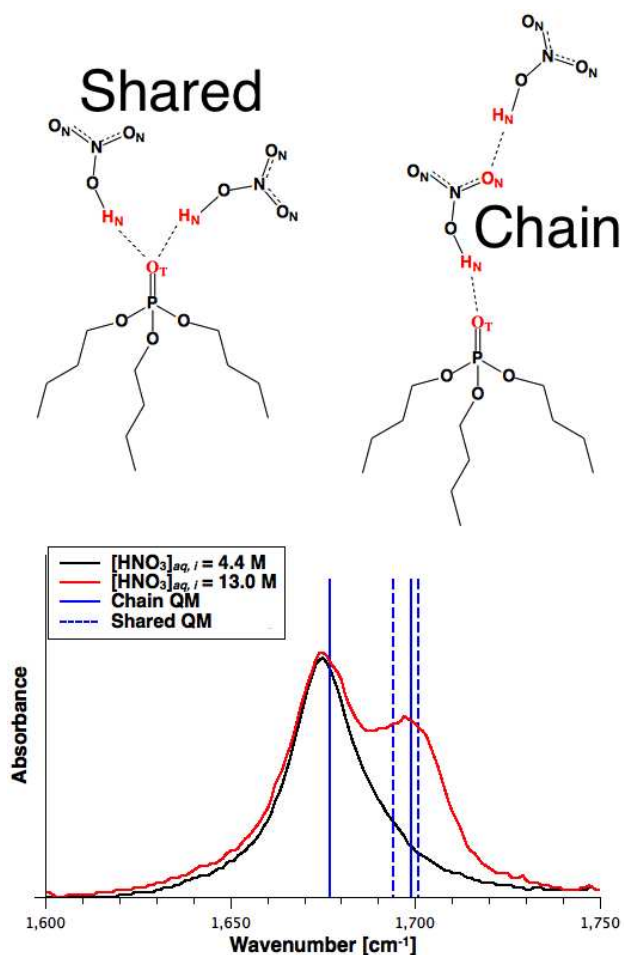 Shared
O_N O_N
N
O_N
O O N
O_N
H_N H_N
O_T
P
O O
O
O_N
N O_N
O
H_N
O_N O_N
N
O Chain
H_N
O_T
P
O O
O
[HNO₃]aq, i = 4.4 M
[HNO₃]aq, i = 13.0 M
Chain QM
Shared QM
Absorbance
1,600 1,650 1,700 1,750
Wavenumber [cm⁻¹]